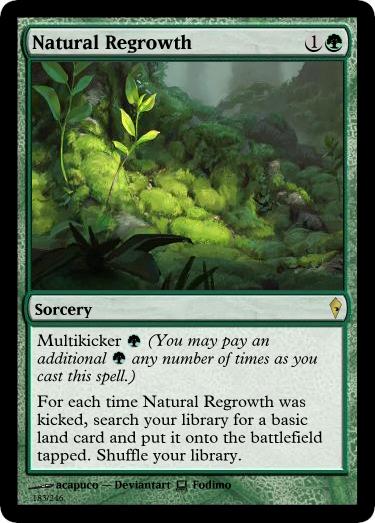 Natural Regrowth 1
Sorcery
Multikicker (You may pay an
additional any number of times as you
cast this spell.)
For each time Natural Regrowth was
kicked, search your library for a basic
land card and put it onto the battlefield
tapped. Shuffle your library.
acapuco — Deviantart Fodimo
183/246